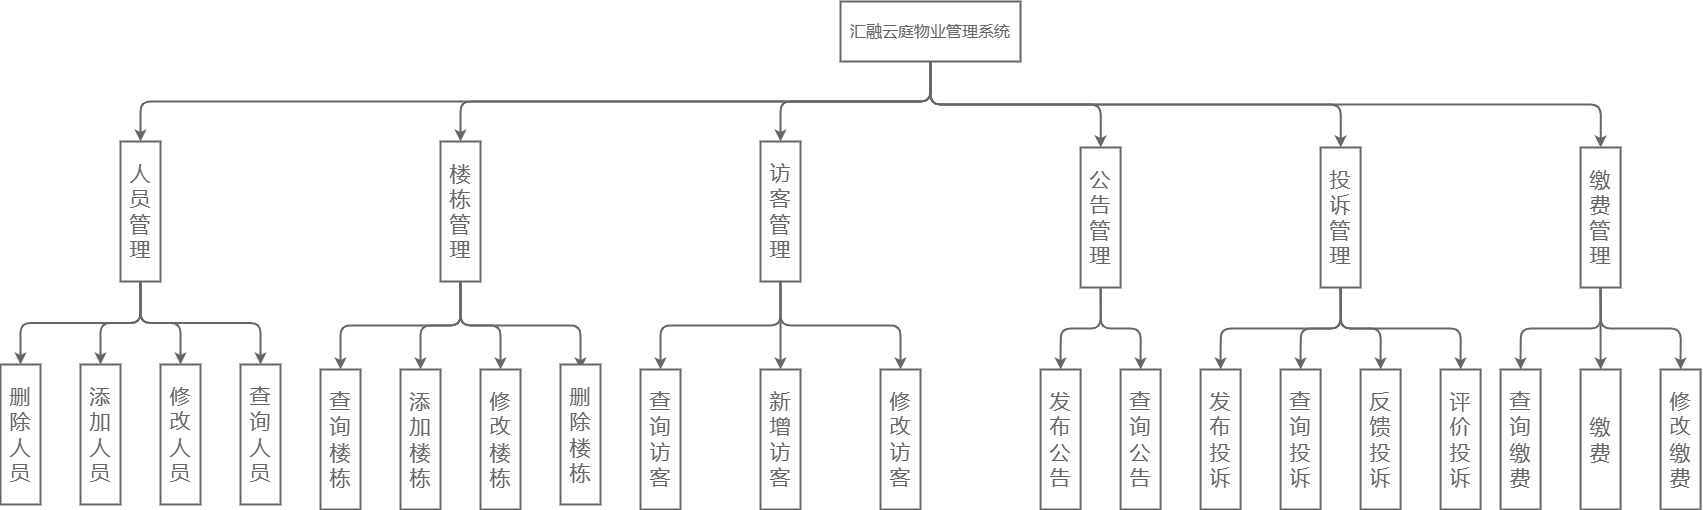 汇融云庭物业管理系统
人员管理
楼栋管理
访客管理
公告管理
投诉管理
缴费管理
删除人员
添加人员
修改人员
查询人员
查询楼栋
添加楼栋
修改楼栋
删除楼栋
查询访客
新增访客
修改访客
发布公告
查询公告
发布投诉
查询投诉
反馈投诉
评价投诉
查询缴费
缴费
修改缴费